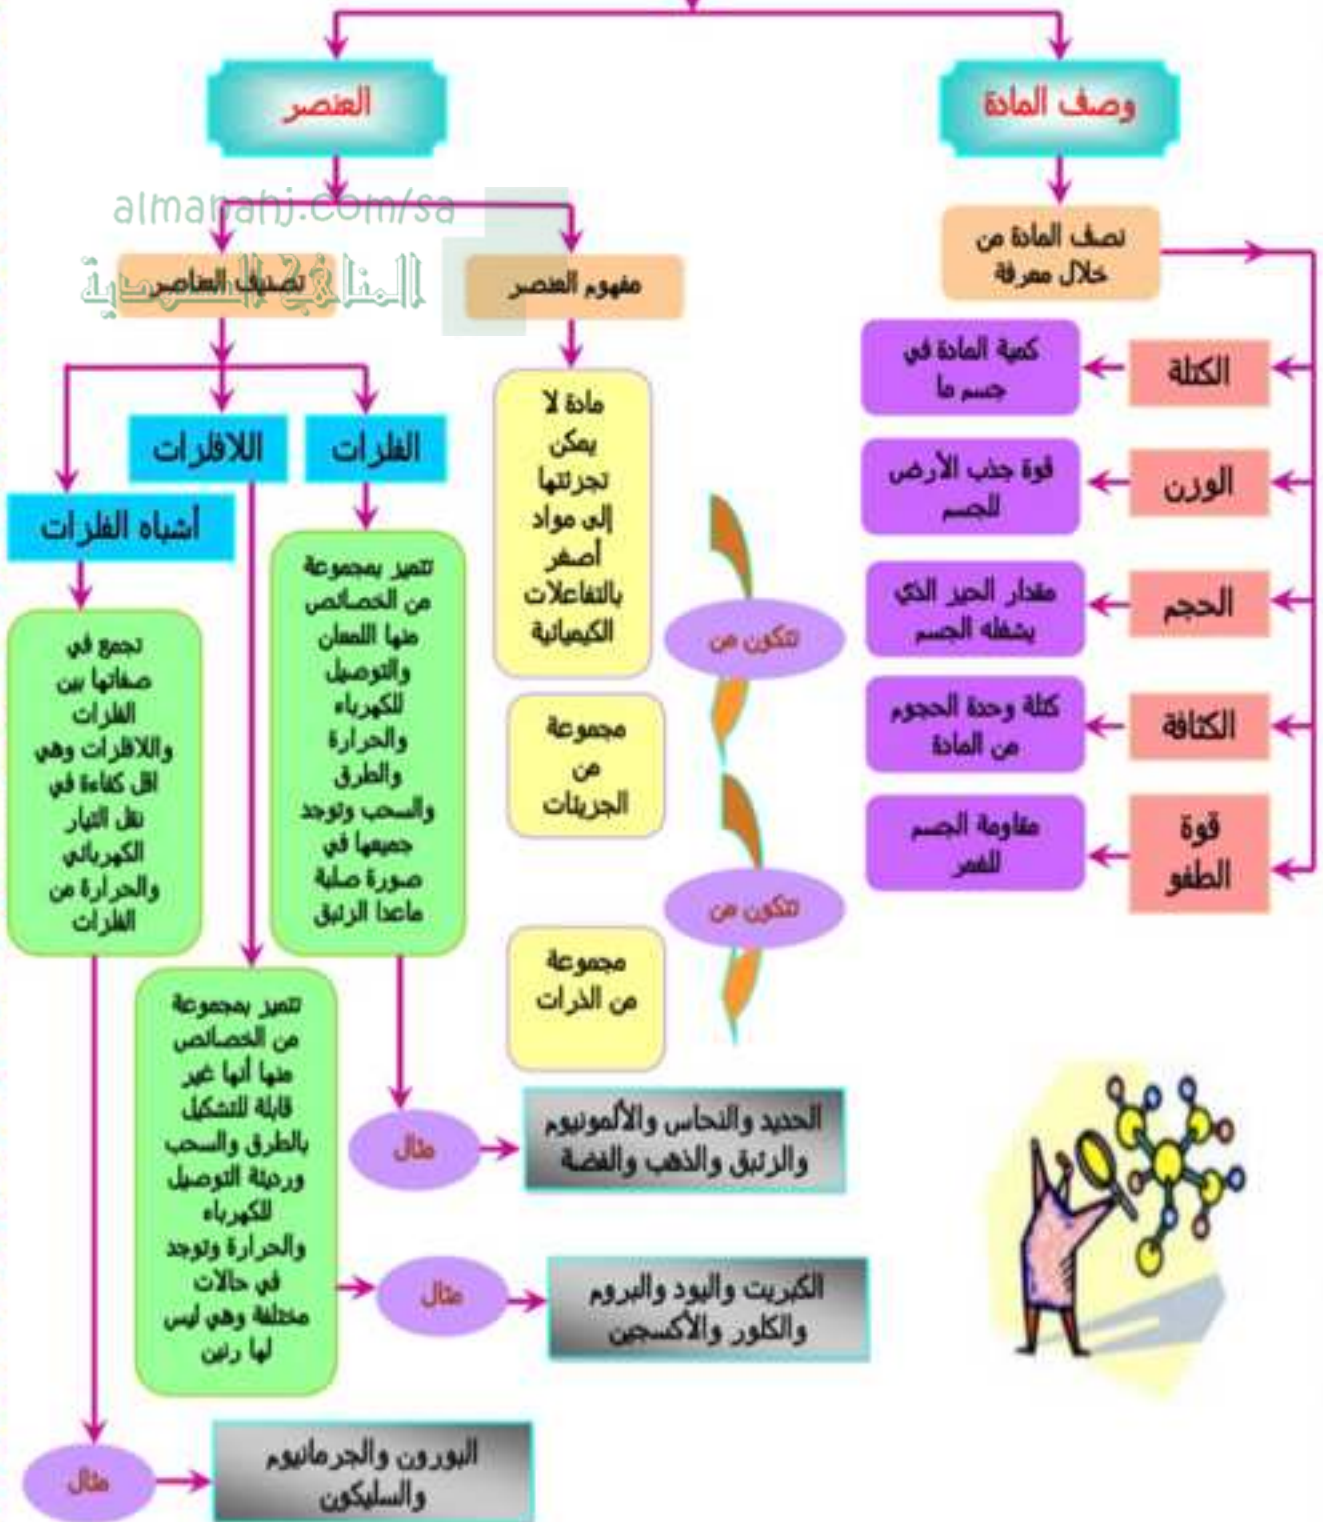 وصف المادة
نصف المادة من
خلال معرفة
الكتلة
كمية المادة في
جسم ما
الوزن
قوة جذب الأرض
للجسم
الحجم
مقدار الحيز الذي
يشغله الجسم
الكثافة
كتلة وحدة الحجوم
من المادة
قوة
الطفو
مقاومة الجسم
للغمر
العنصر
almanahj.com/sa
المناهج السعودية
مفهوم العنصر
مادة لا
يمكن
تجزئتها
إلى مواد
أصغر
بالتفاعلات
الكيميائية
تتكون من
مجموعة
من
الجزيئات
تتكون من
مجموعة
من الذرات
تصنيف العناصر
الفلزات
تتميز بمجموعة
من الخصائص
منها اللمعان
والتوصيل
للكهرباء
والحرارة
والطرق
والسحب وتوجد
جميعها في
صورة صلبة
ماعدا الزئبق
مثال
الحديد والنحاس والألمونيوم
والزئبق والذهب والفضة
اللافلزات
تتميز بمجموعة
من الخصائص
منها أنها غير
قابلة للتشكيل
بالطرق والسحب
ورديئة التوصيل
للكهرباء
والحرارة وتوجد
في حالات
مختلفة وهي ليس
لها رنين
مثال
الكبريت واليود والبروم
والكلور والأكسجين
أشباه الفلزات
تجمع في
صفاتها بين
الفلزات
واللافلزات وهي
اقل كفاءة في
نقل التيار
الكهربائي
والحرارة من
الفلزات
مثال
البورون والجرمانيوم
والسليكون